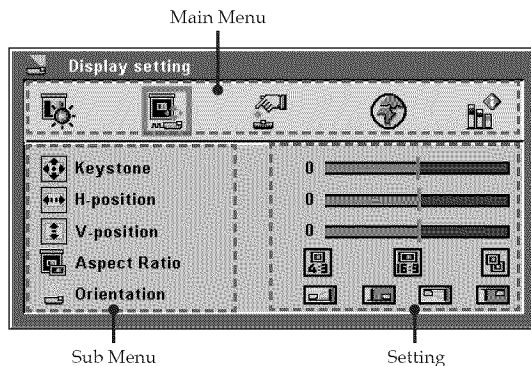 Main Menu
Display setting
Keystone 0
H-position 0
V-position 0
Aspect Ratio 4:3 16:9
Orientation
Sub Menu Setting